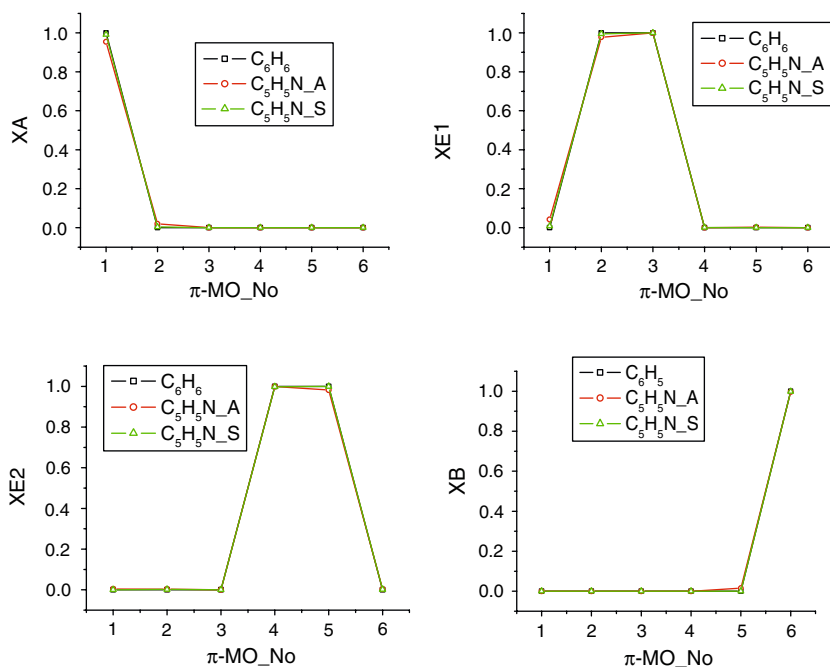 XA
1.0
0.8
0.6
0.4
0.2
0.0
C₆H₆
C₅H₅N_A
C₅H₅N_S
1 2 3 4 5 6
π-MO_No
XE1
1.0
0.8
0.6
0.4
0.2
0.0
C₆H₆
C₅H₅N_A
C₅H₅N_S
1 2 3 4 5 6
π-MO_No
XE2
1.0
0.8
0.6
0.4
0.2
0.0
C₆H₆
C₅H₅N_A
C₅H₅N_S
1 2 3 4 5 6
π-MO_No
XB
1.0
0.8
0.6
0.4
0.2
0.0
C₆H₅
C₅H₅N_A
C₅H₅N_S
1 2 3 4 5 6
π-MO_No